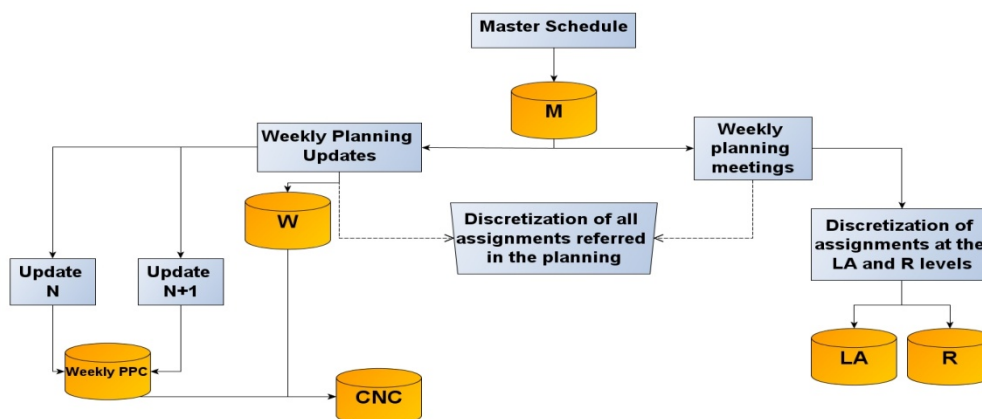 Master Schedule
M
Weekly Planning
Updates
Weekly
planning
meetings
W
Discretization of all
assignments referred
in the planning
Discretization of
assignments at the
LA and R levels
Update
N
Update
N+1
Weekly PPC
CNC
LA
R